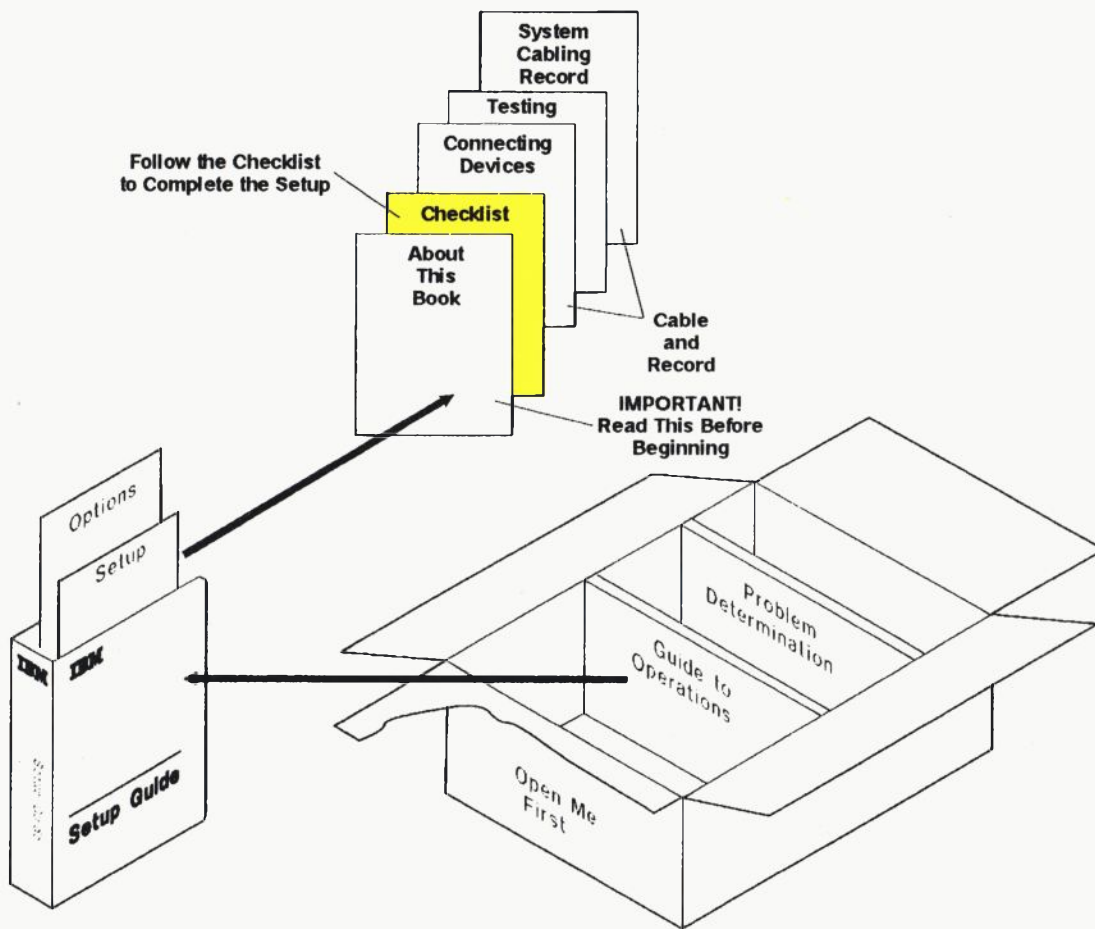 System
Cabling
Record
Testing
Connecting
Devices
Follow the Checklist
to Complete the Setup
Checklist
About
This
Book
Cable
and
Record
IMPORTANT!
Read This Before
Beginning
Options
Setup
IBM
IBM
Setup Guide
Problem
Determination
Guide to
Operations
Open Me
First